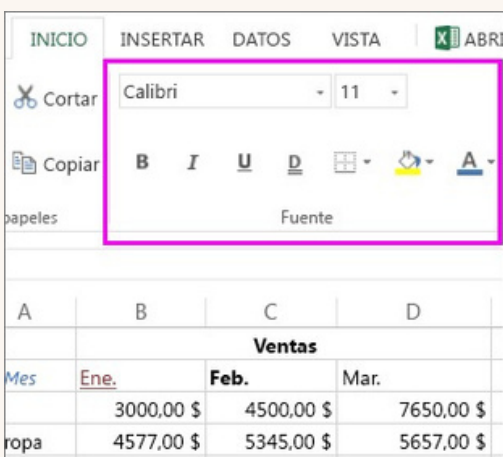 INICIO INSERTAR DATOS VISTA ABRI
Cortar Calibri 11
Copiar B I U D A
papeles Fuente
A B C D
Ventas
Mes Ene. Feb. Mar.
3000,00 $ 4500,00 $ 7650,00 $
ropa 4577,00 $ 5345,00 $ 5657,00 $